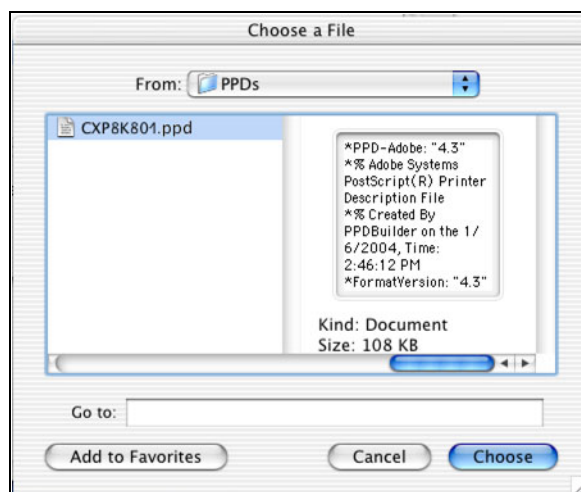 Choose a File
From: PPDs
CXP8K801.ppd
*PPD-Adobe: "4.3"
*% Adobe Systems
PostScript(R) Printer
Description File
*% Created By
PPDBuilder on the 1/
6/2004, Time:
2:46:12 PM
*FormatVersion: "4.3"
Kind: Document
Size: 108 KB
Go to:
Add to Favorites
Cancel
Choose